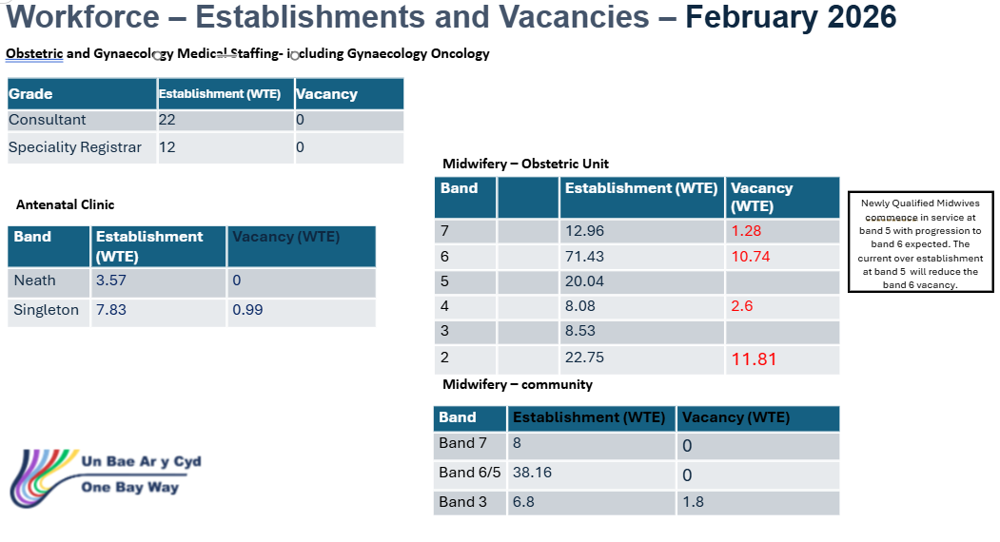 Workforce – Establishments and Vacancies – February 2026
Obstetric and Gynaecology Medical Staffing- including Gynaecology Oncology
Grade Establishment (WTE) Vacancy
Consultant 22 0
Speciality Registrar 12 0
Antenatal Clinic
Band Establishment (WTE) Vacancy (WTE)
Neath 3.57 0
Singleton 7.83 0.99
Midwifery – Obstetric Unit
Band Establishment (WTE) Vacancy (WTE)
7 12.96 1.28
6 71.43 10.74
5 20.04
4 8.08 2.6
3 8.53
2 22.75 11.81
Newly Qualified Midwives
commence in service at
band 5 with progression to
band 6 expected. The
current over establishment
at band 5 will reduce the
band 6 vacancy.
Midwifery – community
Band Establishment (WTE) Vacancy (WTE)
Band 7 8 0
Band 6/5 38.16 0
Band 3 6.8 1.8
Un Bae Ar y Cyd
One Bay Way